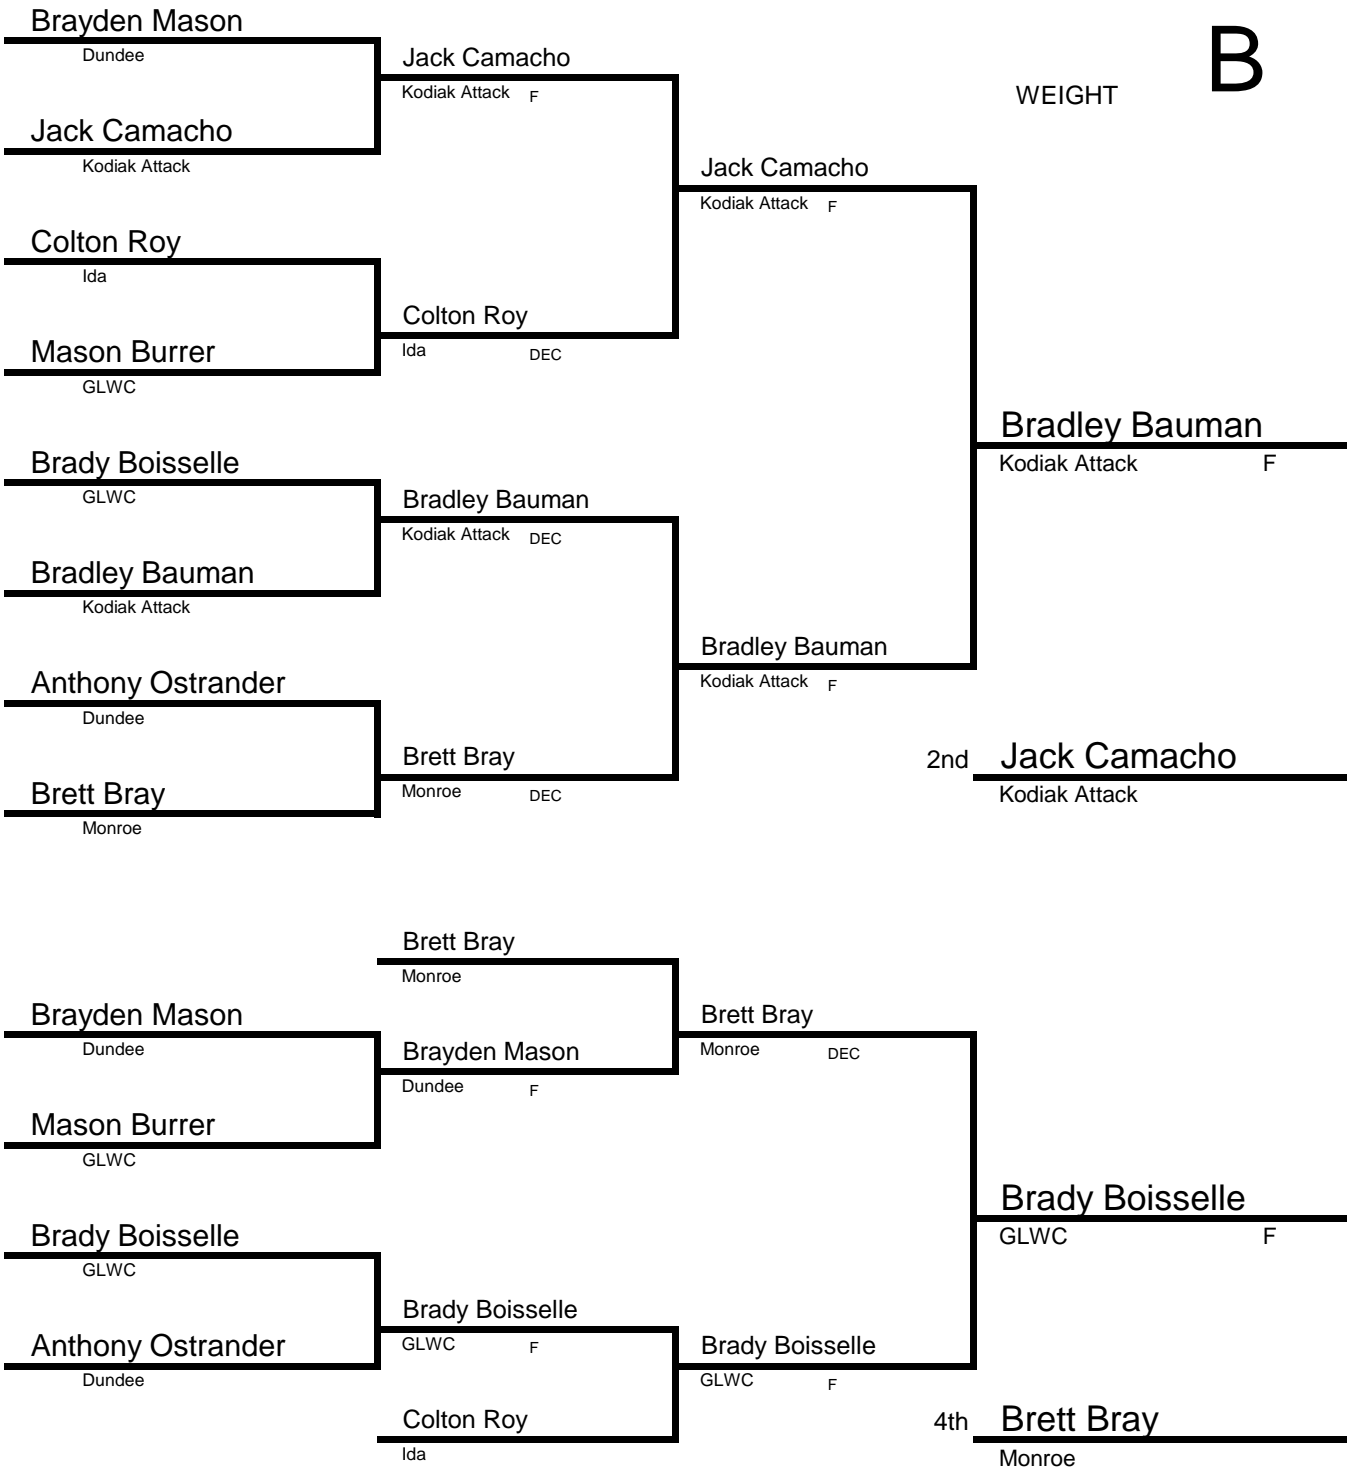 Brayden Mason
Dundee
Jack Camacho
Kodiak Attack F
B
WEIGHT
Jack Camacho
Kodiak Attack
Jack Camacho
Kodiak Attack F
Colton Roy
Ida
Colton Roy
Ida DEC
Mason Burrer
GLWC
Bradley Bauman
Kodiak Attack F
Brady Boisselle
GLWC
Bradley Bauman
Kodiak Attack DEC
Bradley Bauman
Kodiak Attack
Bradley Bauman
Kodiak Attack F
Anthony Ostrander
Dundee
Brett Bray
Monroe DEC
2nd Jack Camacho
Kodiak Attack
Brett Bray
Monroe
Brett Bray
Monroe
Brayden Mason
Dundee
Brett Bray
Monroe DEC
Brayden Mason
Dundee F
Mason Burrer
GLWC
Brady Boisselle
GLWC F
Brady Boisselle
GLWC
Brady Boisselle
GLWC F
Anthony Ostrander
Dundee
Brady Boisselle
GLWC F
Colton Roy
Ida
4th Brett Bray
Monroe